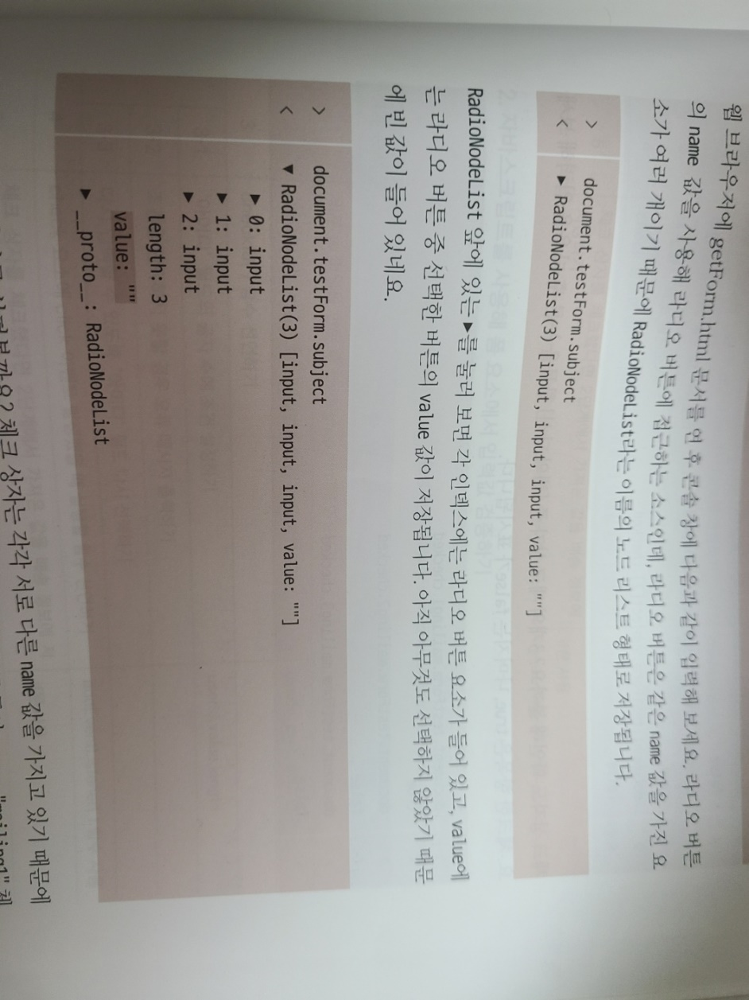 웹 브라우저에 getForm.html 문서를 연 후 콘솔 창에 다음과 같이 입력해 보세요. 라디오 버튼
의 name 값을 사용해 라디오 버튼에 접근하는 소스인데, 라디오 버튼은 같은 name 값을 가진 요
소가 여러 개이기 때문에 RadioNodeList라는 이름의 노드 리스트 형태로 저장됩니다.
> document.testForm.subject
< ▶ RadioNodeList(3) [input, input, input, value: ""]
RadioNodeList 앞에 있는 ▶를 눌러 보면 각 인덱스에는 라디오 버튼 요소가 들어 있고, value에
는 라디오 버튼 중 선택한 버튼의 value 값이 저장됩니다. 아직 아무것도 선택하지 않았기 때문
에 빈 값이 들어 있네요.
> document.testForm.subject
< ▼ RadioNodeList(3) [input, input, input, value: ""]
▶ 0: input
▶ 1: input
▶ 2: input
length: 3
value: ""
▶ __proto__: RadioNodeList
까요? 체크 상자는 각각 서로 다른 name 값을 가지고 있기 때문에
"mailing1" 체